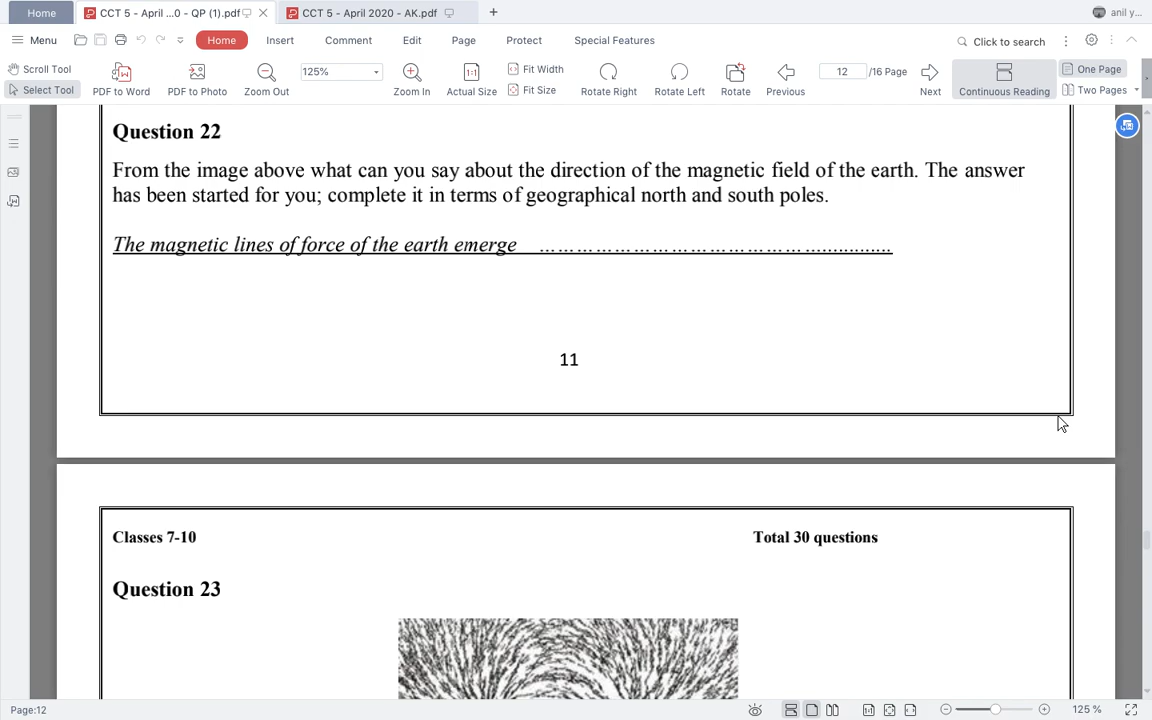 Home
CCT 5 - April ...0 - QP (1).pdf
CCT 5 - April 2020 - AK.pdf
anil y...
Menu
Home
Insert
Comment
Edit
Page
Protect
Special Features
Click to search
Scroll Tool
Select Tool
PDF to Word
PDF to Photo
Zoom Out
125%
Zoom In
Actual Size
Fit Width
Fit Size
Rotate Right
Rotate Left
Rotate
Previous
12 /16 Page
Next
Continuous Reading
One Page
Two Pages
Question 22
From the image above what can you say about the direction of the magnetic field of the earth. The answer
has been started for you; complete it in terms of geographical north and south poles.
The magnetic lines of force of the earth emerge ………………………………………............
11
Classes 7-10 Total 30 questions
Question 23
Page:12
125 %